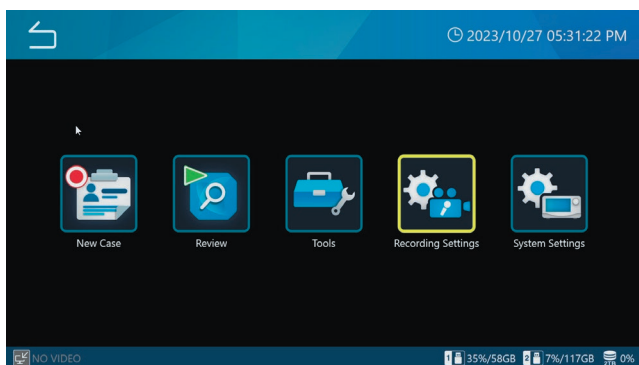 2023/10/27 05:31:22 PM
New Case Review Tools Recording Settings System Settings
NO VIDEO 1 35%/58GB 2 7%/117GB 2TB 0%